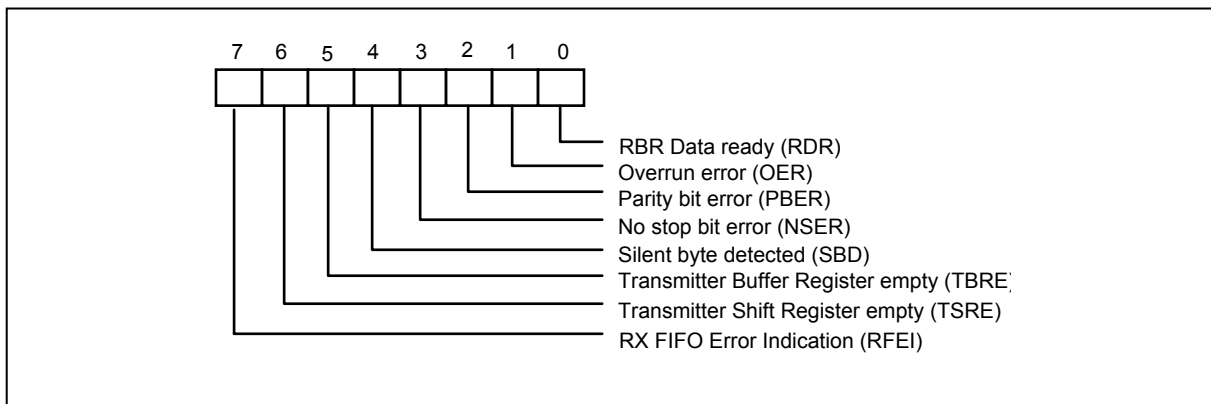 7 6 5 4 3 2 1 0
RBR Data ready (RDR)
Overrun error (OER)
Parity bit error (PBER)
No stop bit error (NSER)
Silent byte detected (SBD)
Transmitter Buffer Register empty (TBRE)
Transmitter Shift Register empty (TSRE)
RX FIFO Error Indication (RFEI)